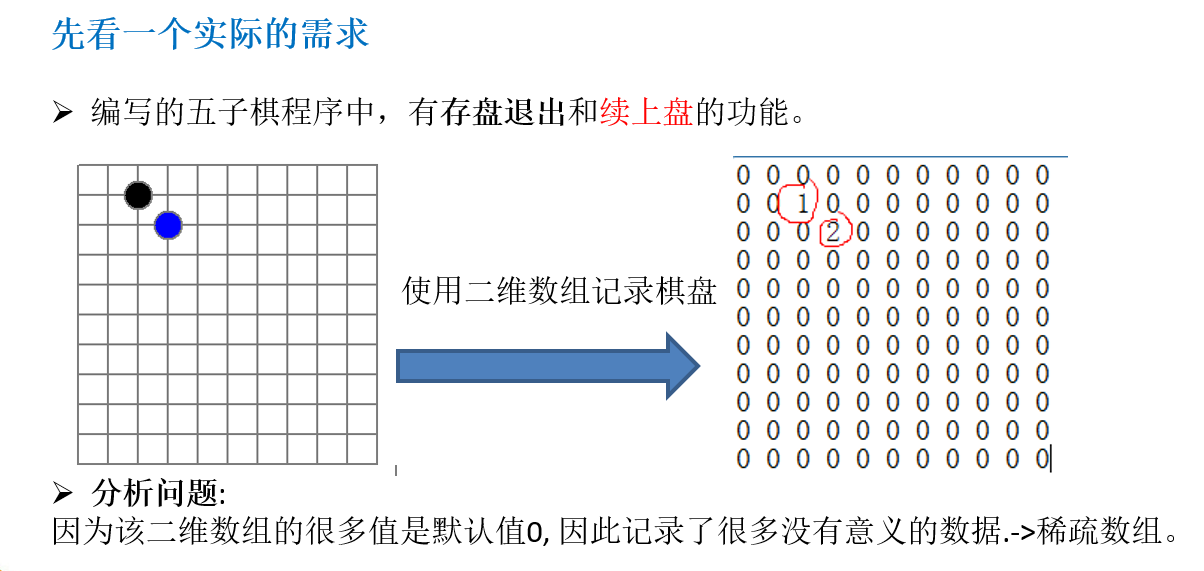 先看一个实际的需求
➢ 编写的五子棋程序中，有存盘退出和续上盘的功能。
0 0 0 0 0 0 0 0 0 0 0
0 0 1 0 0 0 0 0 0 0 0
0 0 0 2 0 0 0 0 0 0 0
0 0 0 0 0 0 0 0 0 0 0
使用二维数组记录棋盘
0 0 0 0 0 0 0 0 0 0 0
0 0 0 0 0 0 0 0 0 0 0
0 0 0 0 0 0 0 0 0 0 0
0 0 0 0 0 0 0 0 0 0 0
0 0 0 0 0 0 0 0 0 0 0
0 0 0 0 0 0 0 0 0 0 0
0 0 0 0 0 0 0 0 0 0 0
➢ 分析问题:
因为该二维数组的很多值是默认值0, 因此记录了很多没有意义的数据.->稀疏数组。